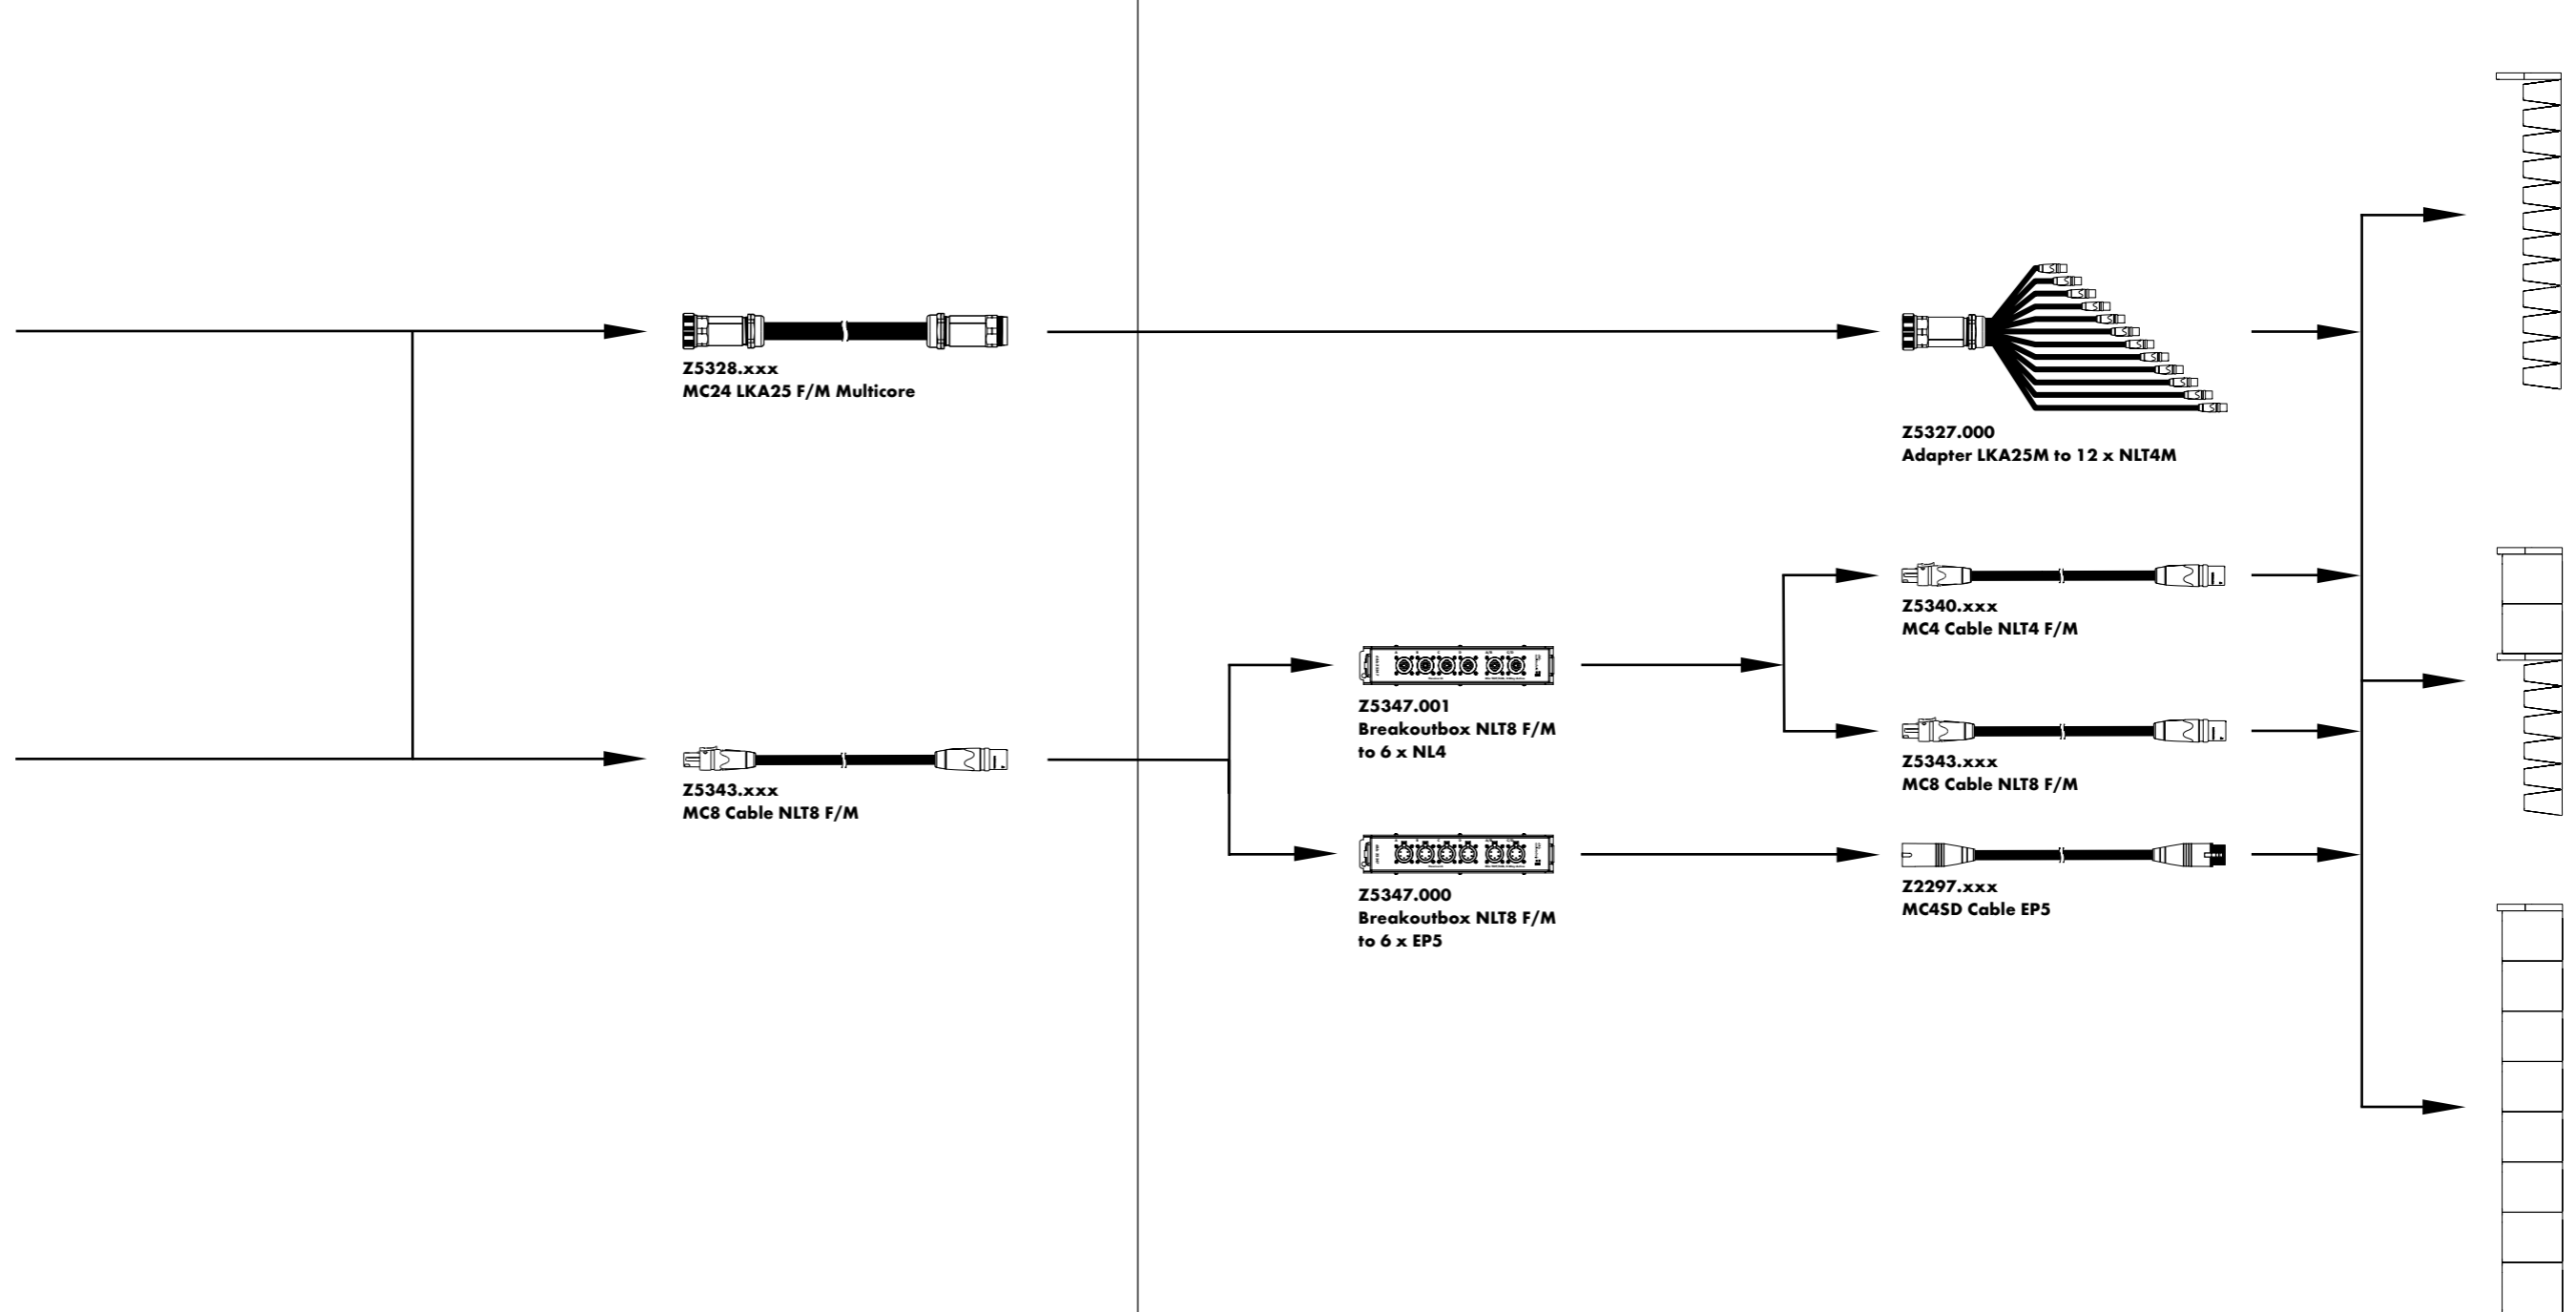 Z5328.xxx
MC24 LKA25 F/M Multicore
Z5327.000
Adapter LKA25M to 12 x NLT4M
Z5340.xxx
MC4 Cable NLT4 F/M
Z5347.001
Breakoutbox NLT8 F/M
to 6 x NL4
Z5343.xxx
MC8 Cable NLT8 F/M
Z5343.xxx
MC8 Cable NLT8 F/M
Z5347.000
Breakoutbox NLT8 F/M
to 6 x EP5
Z2297.xxx
MC4SD Cable EP5